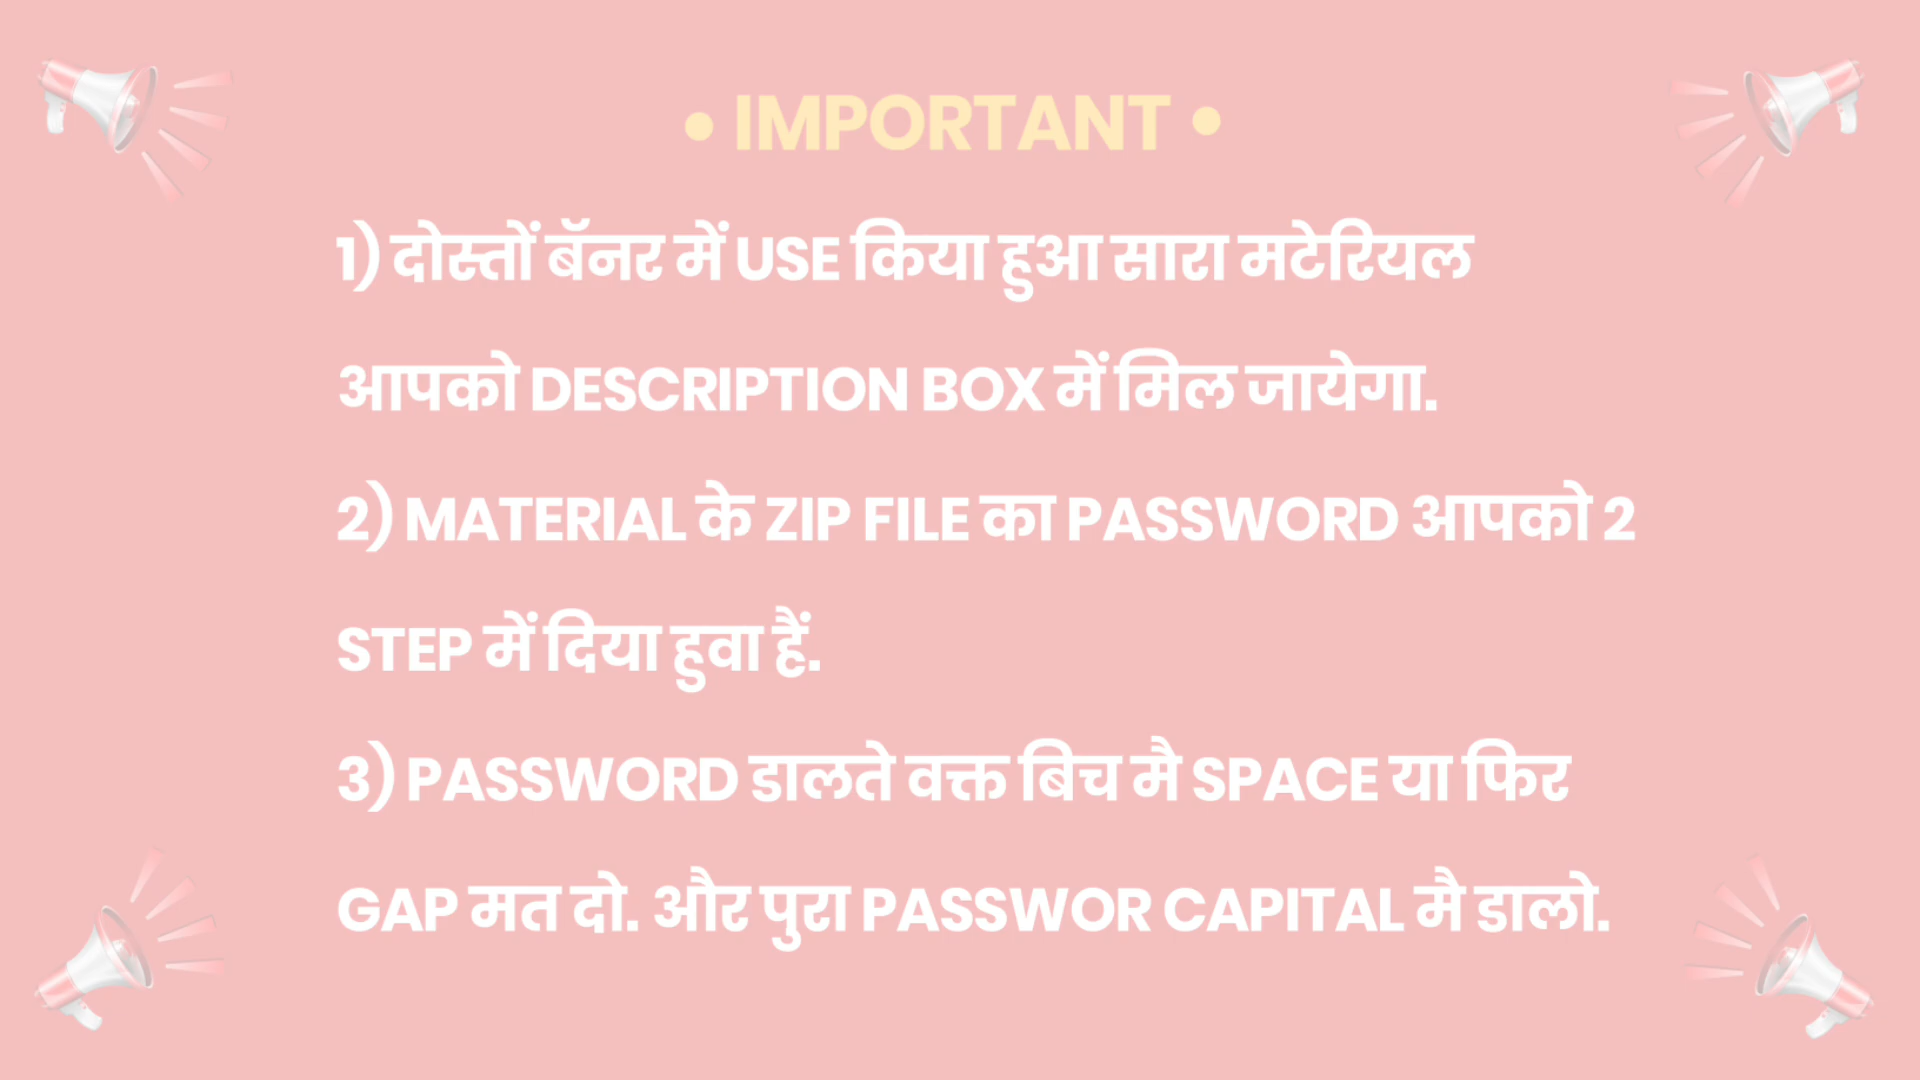 • IMPORTANT •
1) दोस्तों बॅनर में USE किया हुआ सारा मटेरियल
आपको DESCRIPTION BOX में मिल जायेगा.
2) MATERIAL के ZIP FILE का PASSWORD आपको 2
STEP में दिया हुवा हैं.
3) PASSWORD डालते वक्त बिच मै SPACE या फिर
GAP मत दो. और पुरा PASSWOR CAPITAL मै डालो.